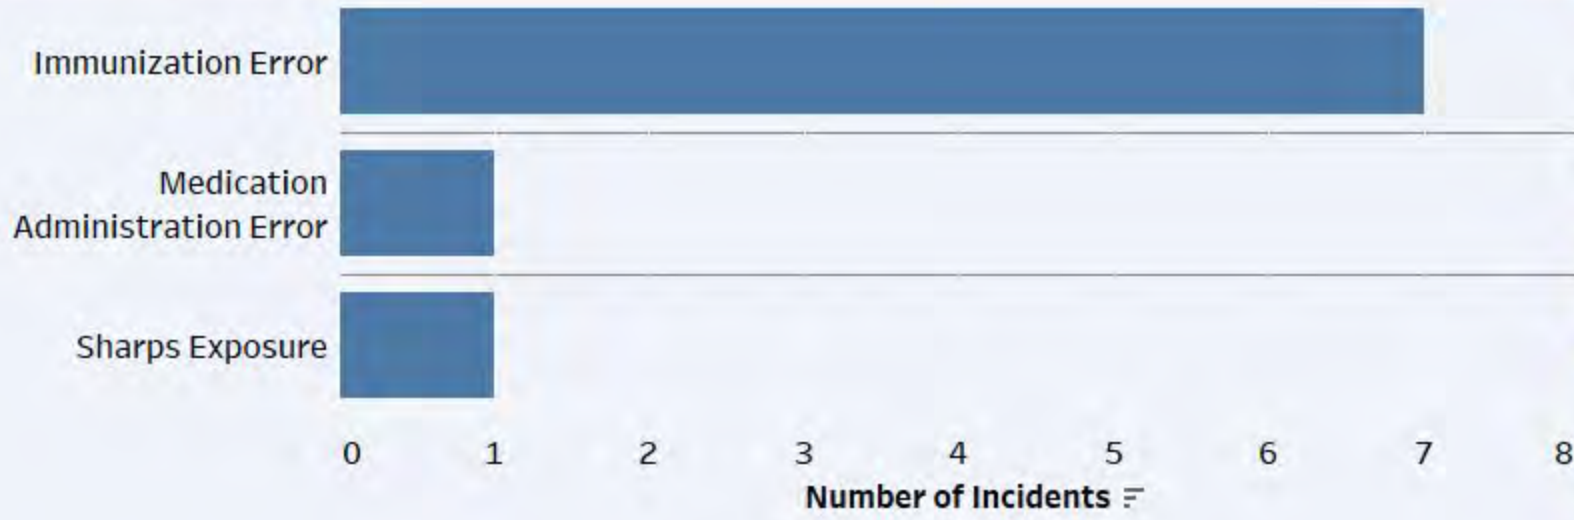 Immunization Error
Medication
Administration Error
Sharps Exposure
0 1 2 3 4 5 6 7 8
Number of Incidents